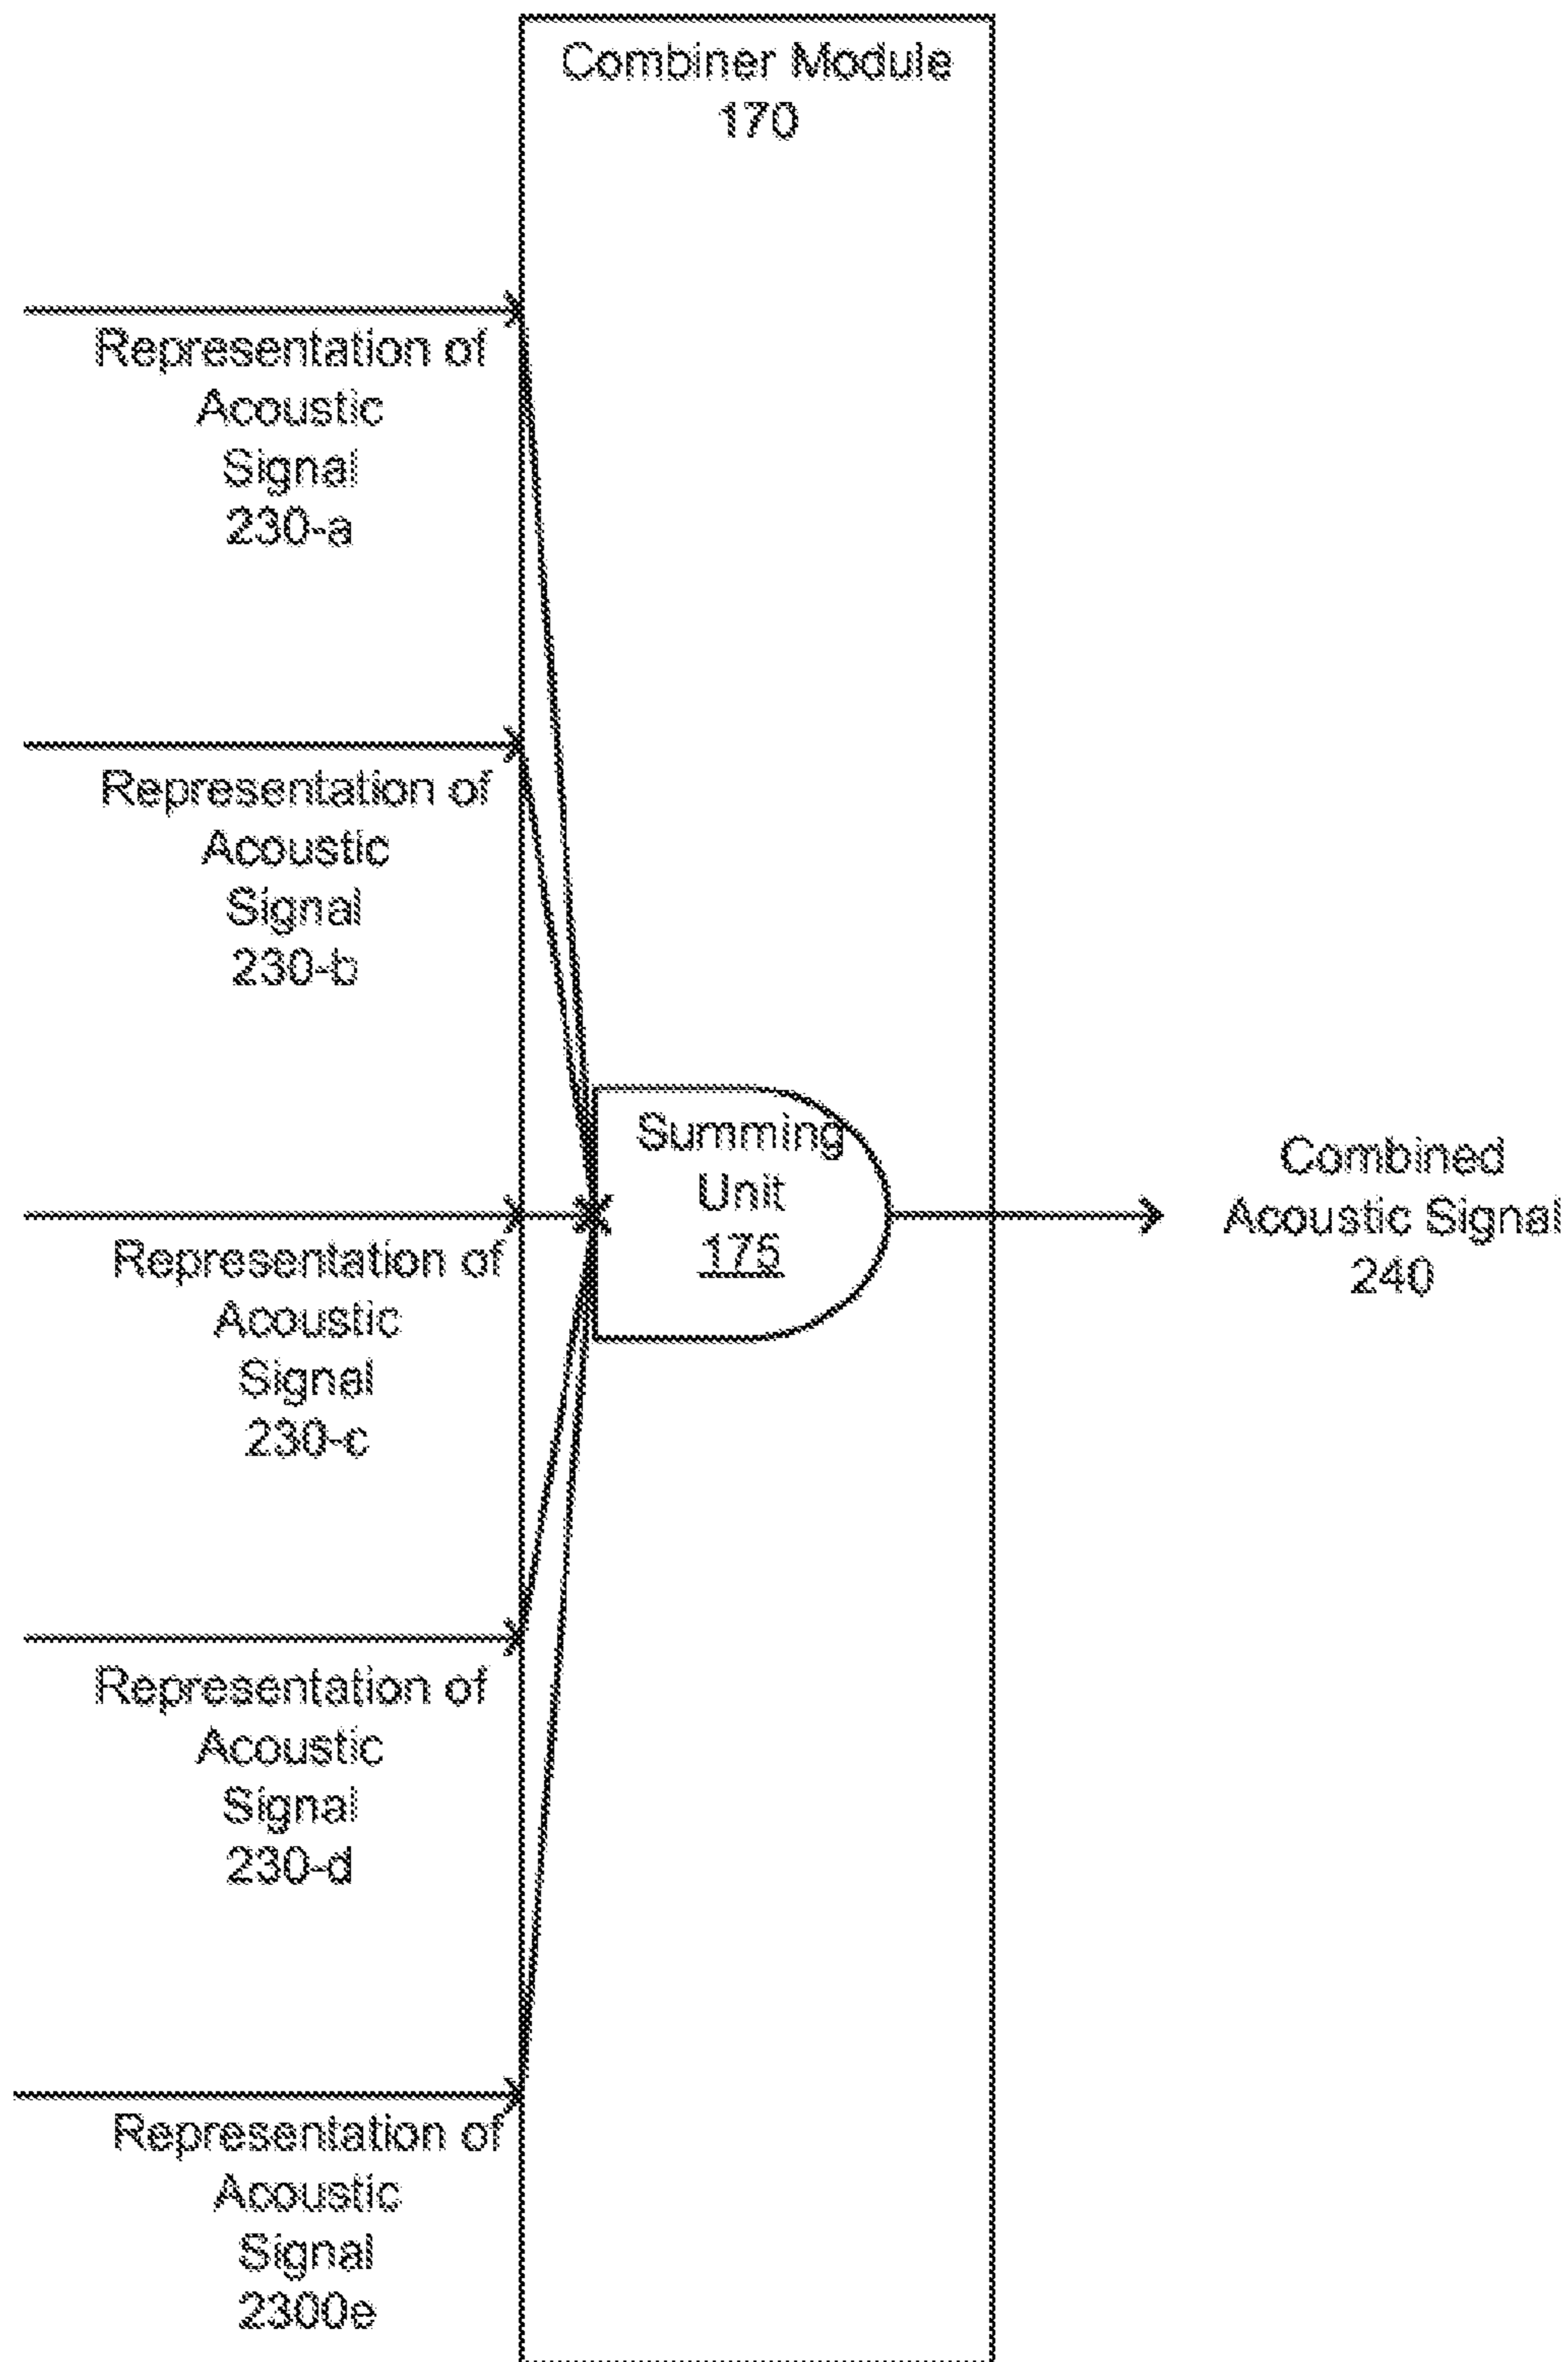 Combiner Module
170
Representation of
Acoustic
Signal
230-a
Representation of
Acoustic
Signal
230-b
Summing
Unit
175
Combined
Acoustic Signal
240
Representation of
Acoustic
Signal
230-c
Representation of
Acoustic
Signal
230-d
Representation of
Acoustic
Signal
2300e